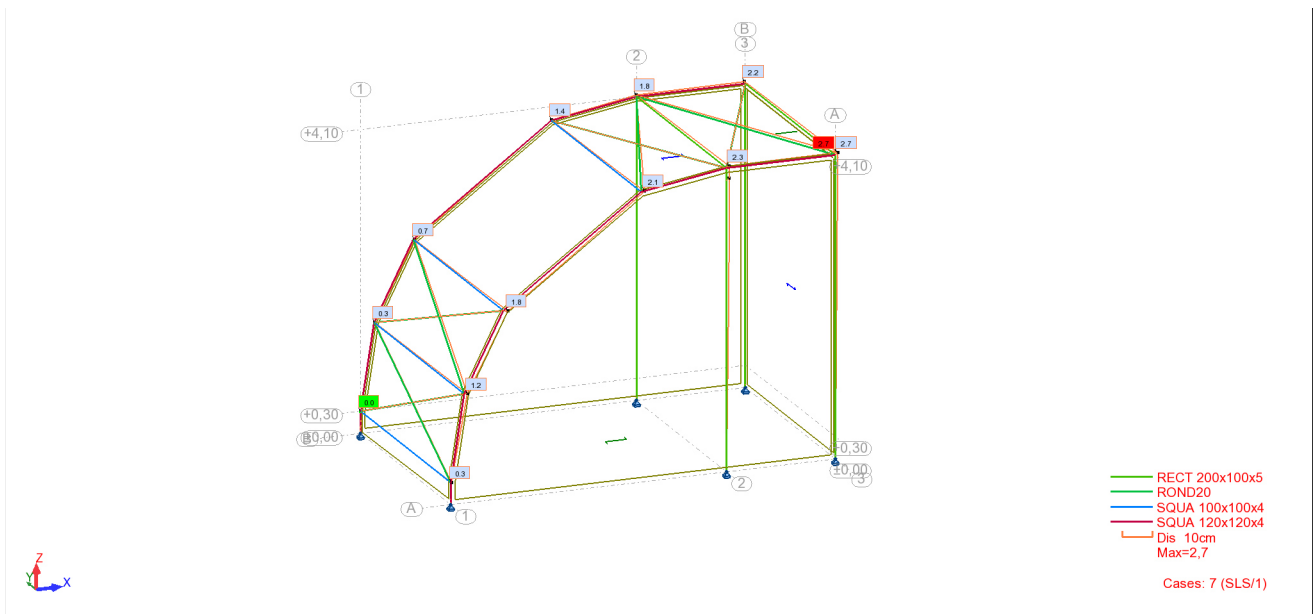 B
3
2
2.2
1
1.8
1.4
A
+4,10
2.7
2.3
+4,10
2.1
0.7
1.8
0.3
1.2
0.0
+0,30
B
±0,00
+0,30
0.3
±0,00
3
2
A
1
RECT 200x100x5
ROND20
SQUA 100x100x4
SQUA 120x120x4
Dis 10cm
Max=2,7
Cases: 7 (SLS/1)
Z
Y
X